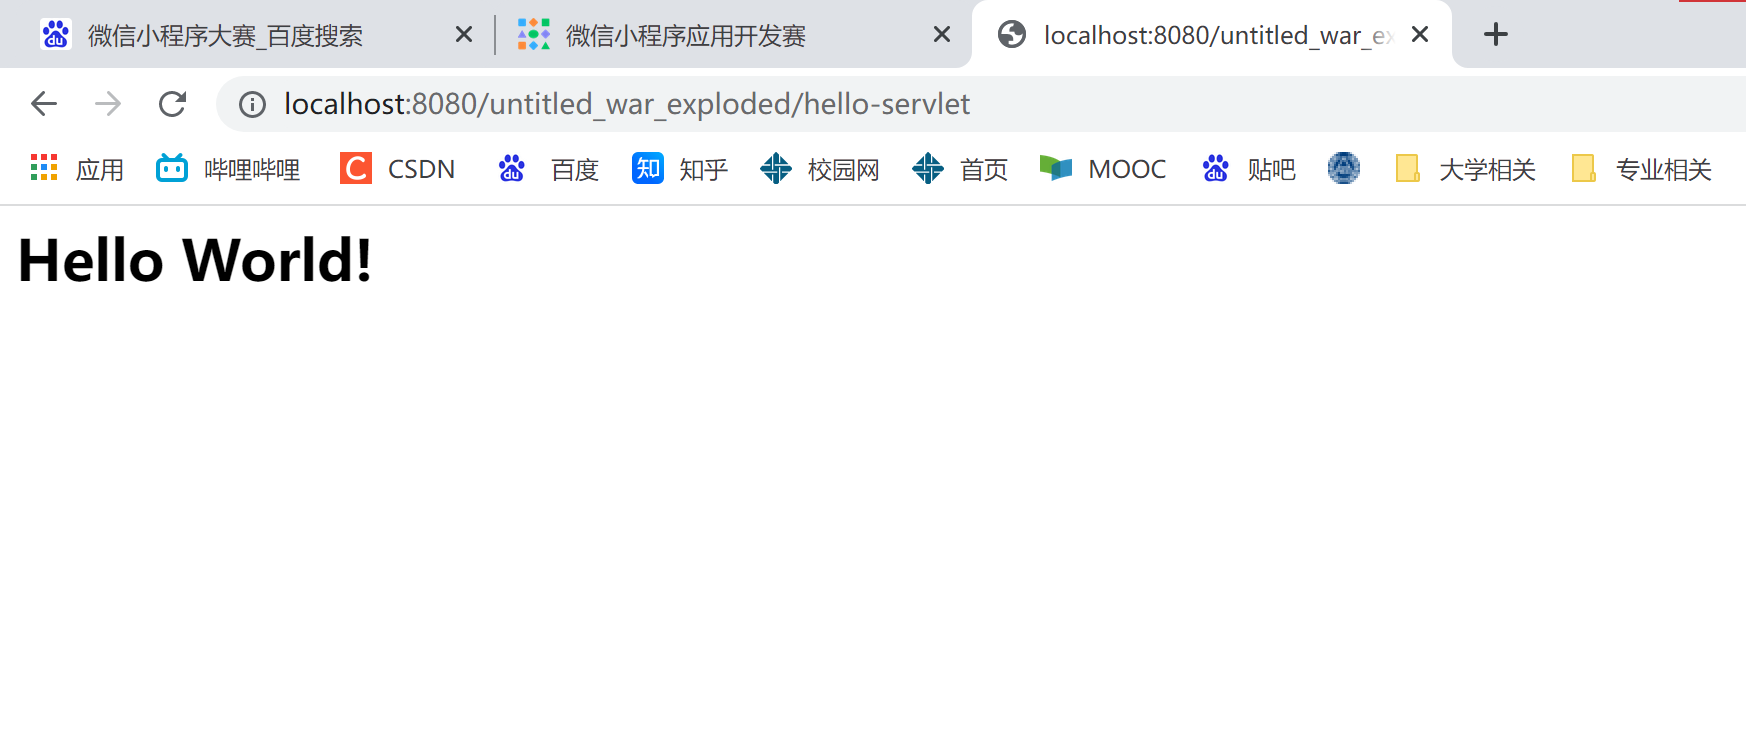 微信小程序大赛_百度搜索
微信小程序应用开发赛
localhost:8080/untitled_war_ex
localhost:8080/untitled_war_exploded/hello-servlet
应用 哔哩哔哩 CSDN 百度 知 知乎 校园网 首页 MOOC 贴吧 大学相关 专业相关
Hello World!